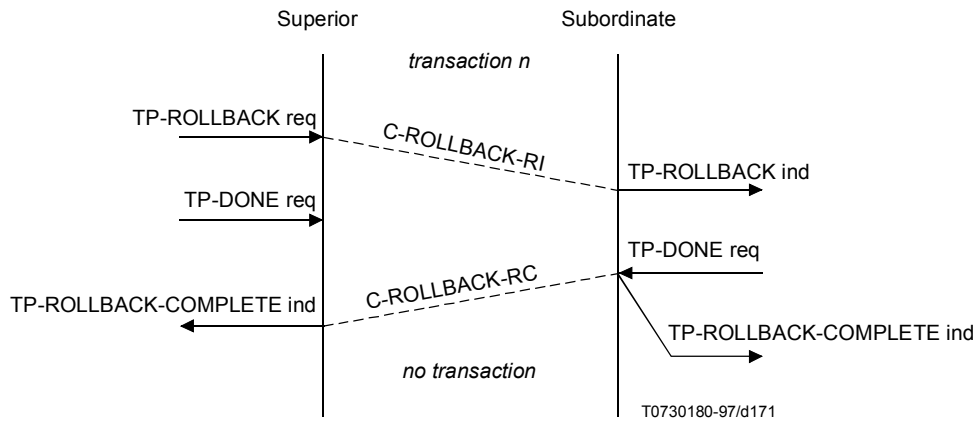 Superior
Subordinate
transaction n
TP-ROLLBACK req
C-ROLLBACK-RI
TP-ROLLBACK ind
TP-DONE req
TP-DONE req
C-ROLLBACK-RC
TP-ROLLBACK-COMPLETE ind
TP-ROLLBACK-COMPLETE ind
no transaction
T0730180-97/d171